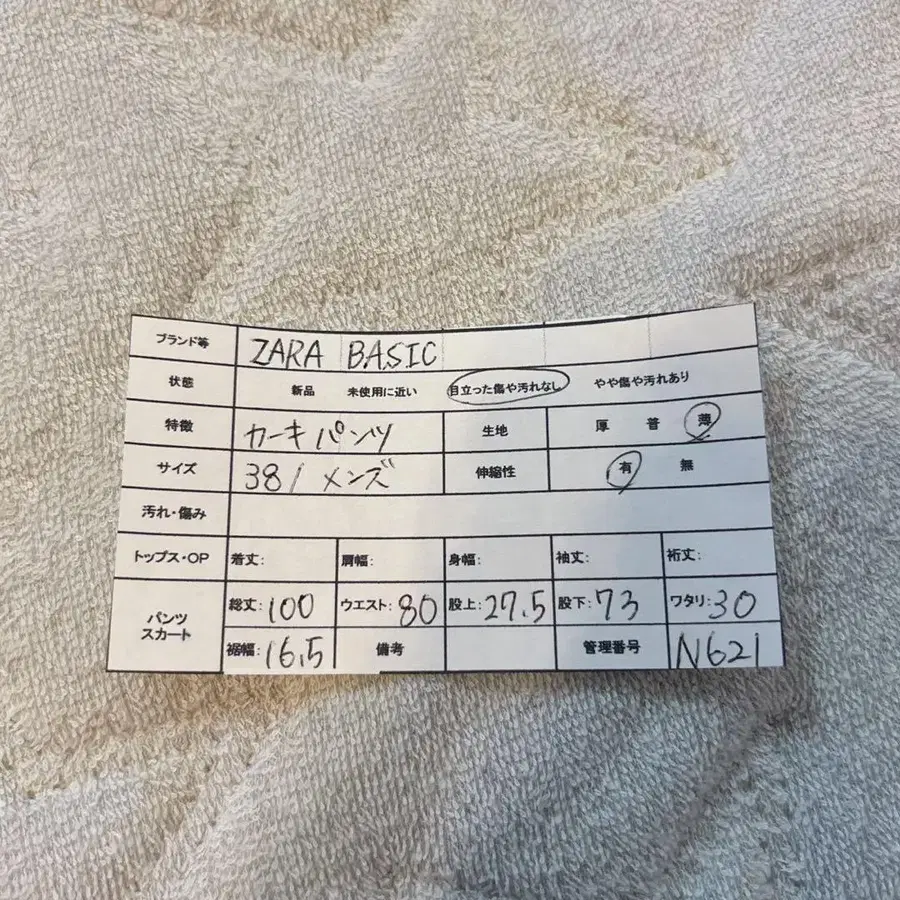 ブランド等 ZARA BASIC
状態 新品 未使用に近い 目立った傷や汚れなし やや傷や汚れあり
特徴 カーキパンツ 生地 厚 普 薄
サイズ 38 / メンズ 伸縮性 有 無
汚れ・傷み
トップス・OP 着丈: 肩幅: 身幅: 袖丈: 裄丈:
パンツ スカート 総丈:100 ウエスト:80 股上:27.5 股下:73 ワタリ:30
裾幅:16.5 備考 管理番号 N621